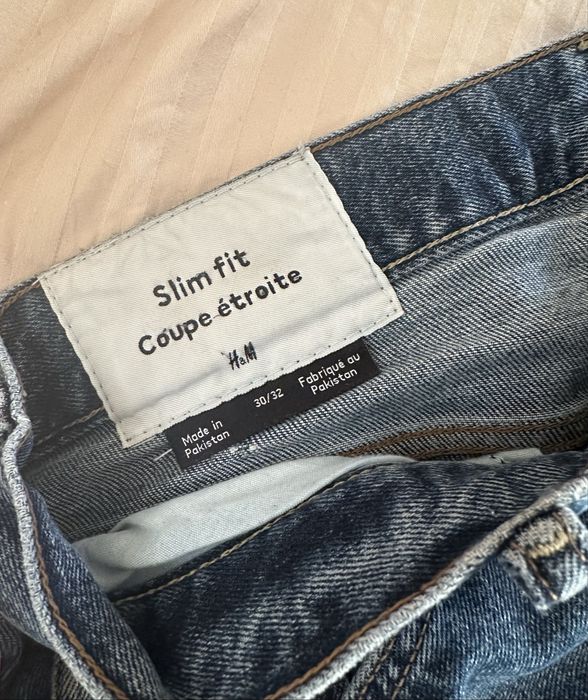 Slim fit
Coupe étroite
H&M
Made in
Pakistan
30/32
Fabriqué au
Pakistan